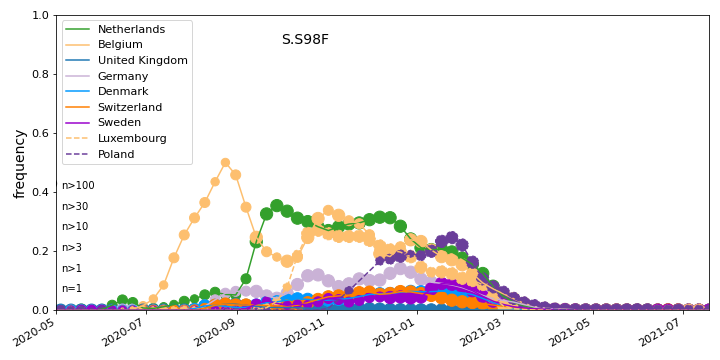 S.S98F
Netherlands
Belgium
United Kingdom
Germany
Denmark
Switzerland
Sweden
Luxembourg
Poland
n>100
n>30
n>10
n>3
n>1
n=1
frequency
1.0
0.8
0.6
0.4
0.2
0.0
2020-05
2020-07
2020-09
2020-11
2021-01
2021-03
2021-05
2021-07